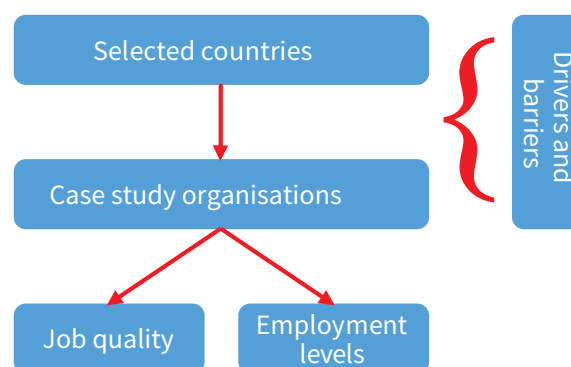 Selected countries
Drivers and
barriers
Case study organisations
Job quality
Employment
levels